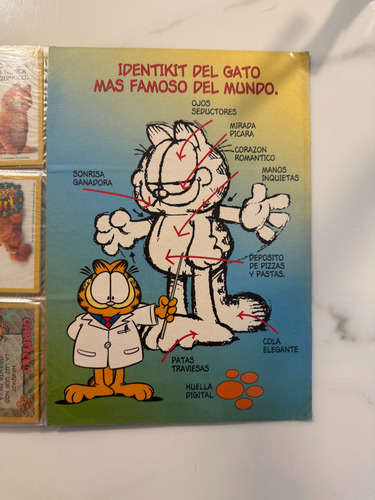 IDENTIKIT DEL GATO
MAS FAMOSO DEL MUNDO.
OJOS
SEDUCTORES
MIRADA
PICARA
CORAZON
ROMANTICO
SONRISA
GANADORA
MANOS
INQUIETAS
DEPOSITO
DE PIZZAS
Y PASTAS.
COLA
ELEGANTE
PATAS
TRAVIESAS
HUELLA
DIGITAL